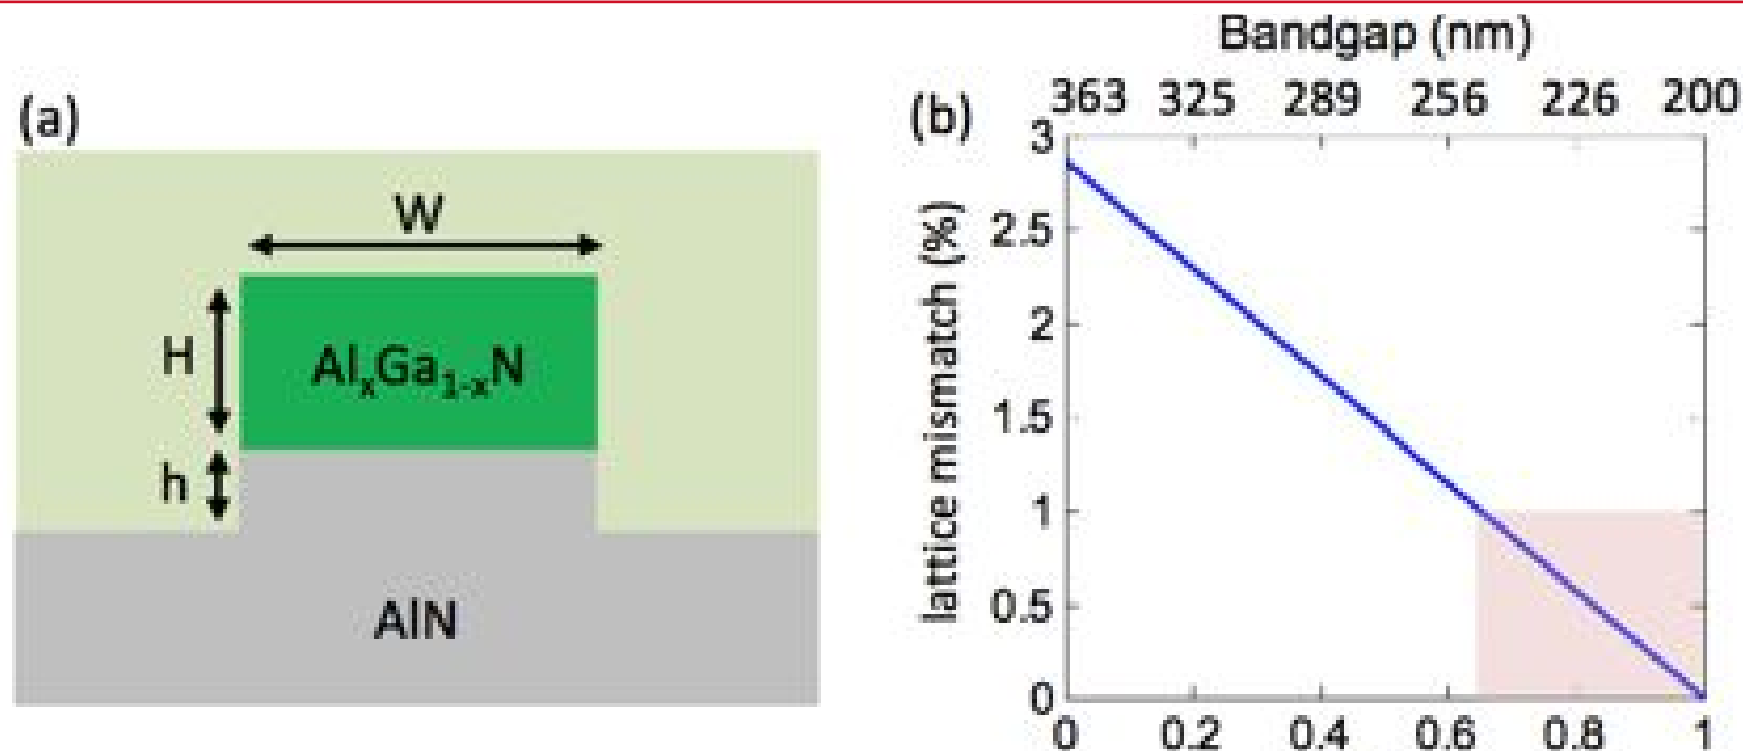 (a)
W
H
AlxGa1-xN
h
AlN
(b)
Bandgap (nm)
363 325 289 256 226 200
lattice mismatch (%)
3
2.5
2
1.5
1
0.5
0
0 0.2 0.4 0.6 0.8 1